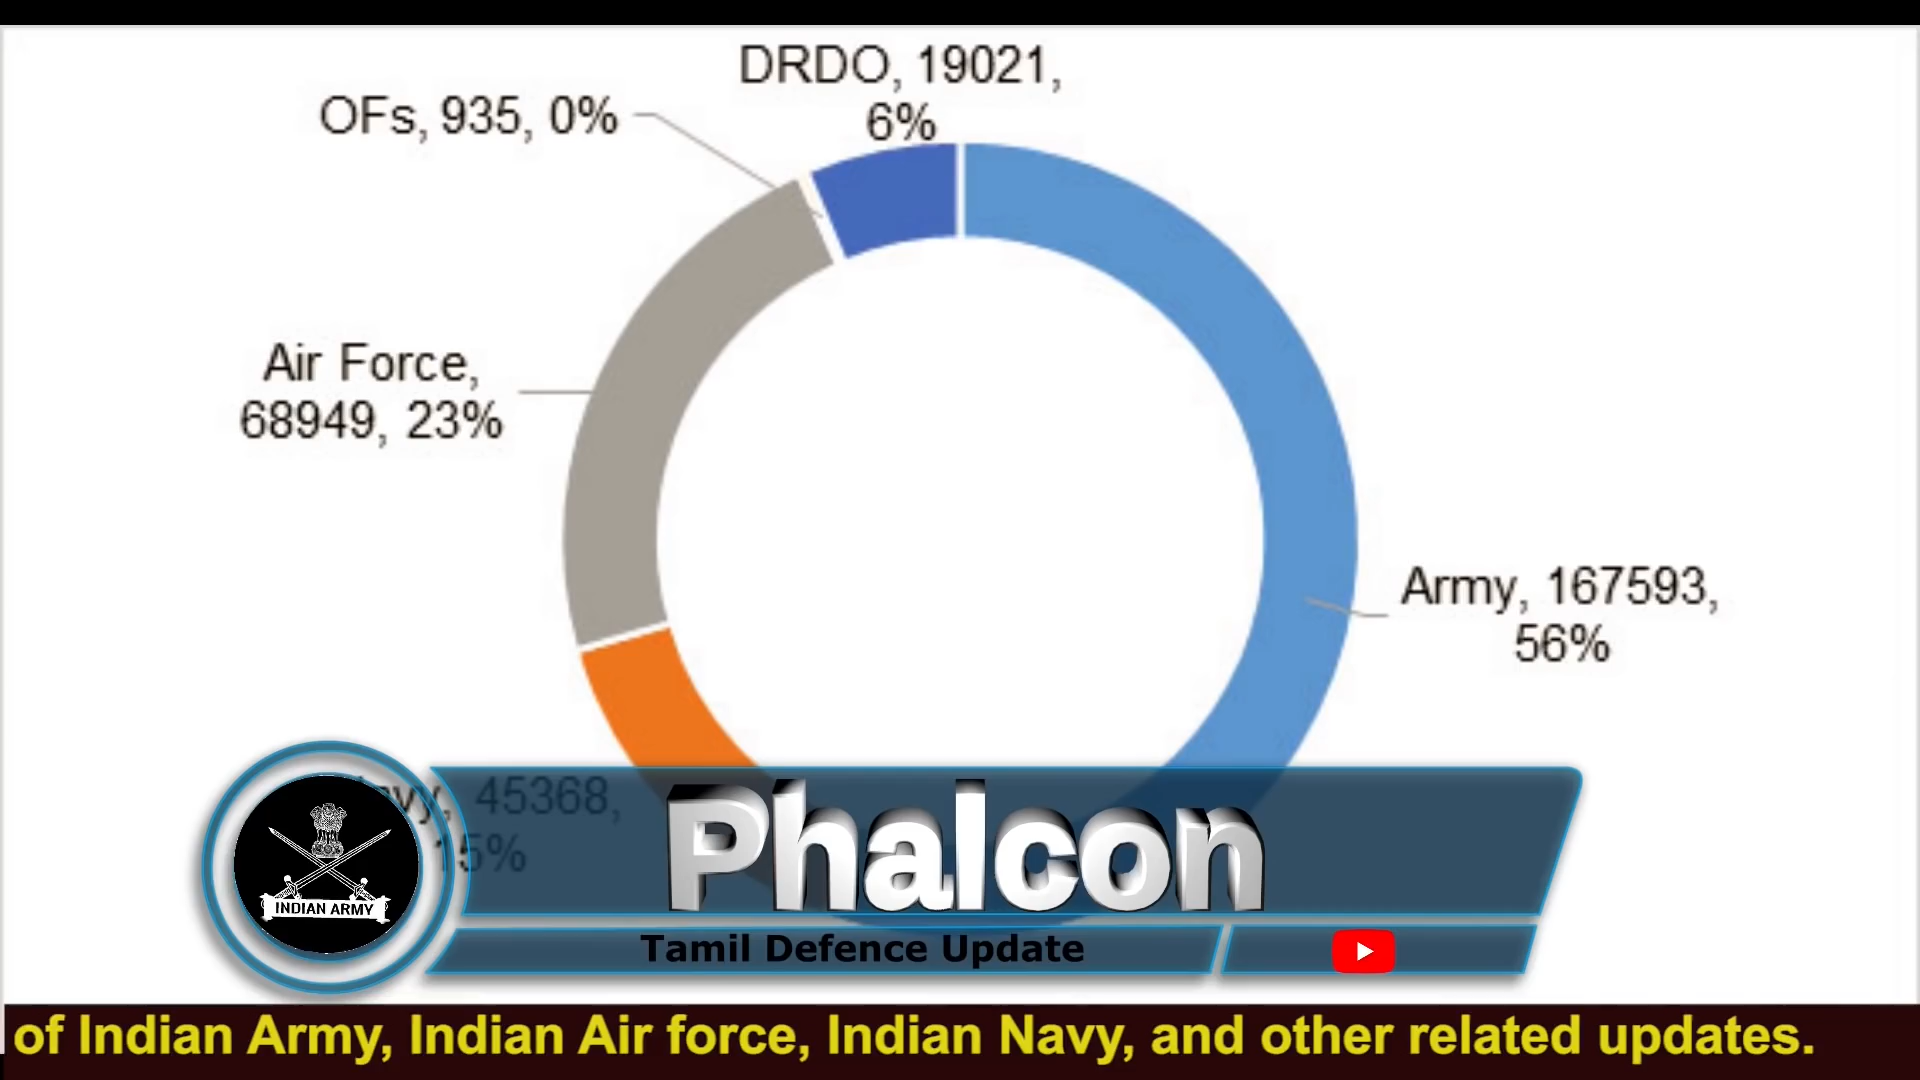 DRDO, 19021,
6%
OFs, 935, 0%
Air Force,
68949, 23%
Army, 167593,
56%
45368,
15%
INDIAN ARMY
Phalcon
Tamil Defence Update
of Indian Army, Indian Air force, Indian Navy, and other related updates.